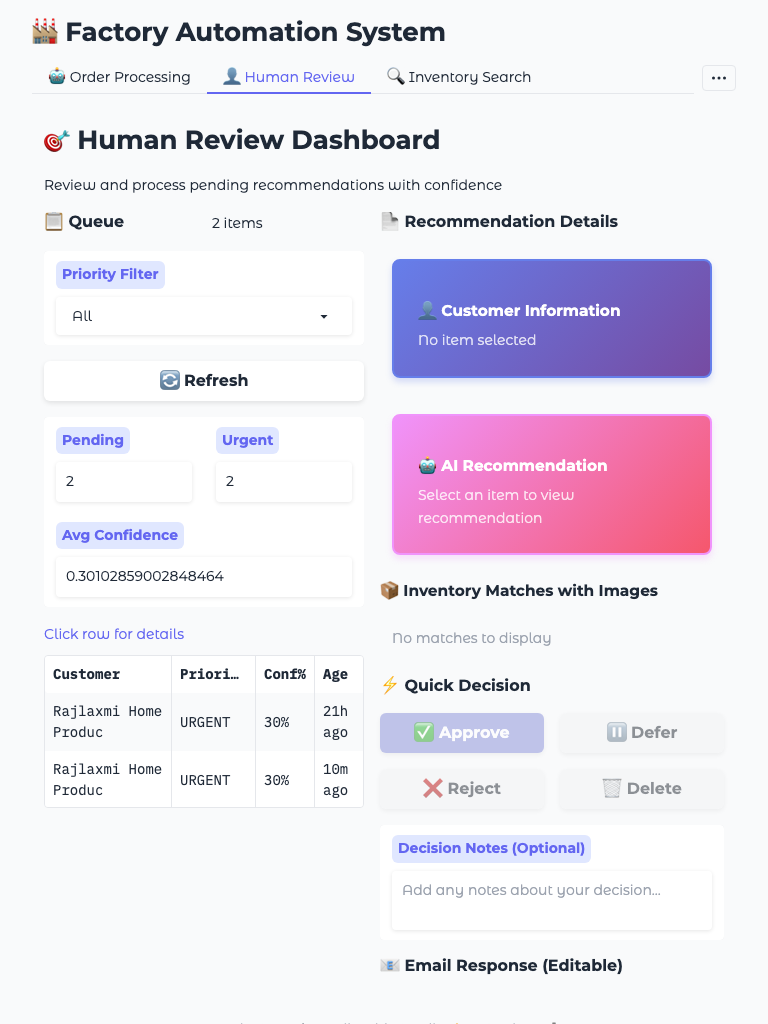 Factory Automation System
Order Processing
Human Review
Inventory Search
Human Review Dashboard
Review and process pending recommendations with confidence
Queue
2 items
Priority Filter
All
Refresh
Pending
Urgent
2
2
Avg Confidence
0.30102859002848464
Click row for details
Customer Priori… Conf% Age
Rajlaxmi Home Produc URGENT 30% 21h ago
Rajlaxmi Home Produc URGENT 30% 10m ago
Recommendation Details
Customer Information
No item selected
AI Recommendation
Select an item to view
recommendation
Inventory Matches with Images
No matches to display
Quick Decision
Approve
Defer
Reject
Delete
Decision Notes (Optional)
Add any notes about your decision...
Email Response (Editable)